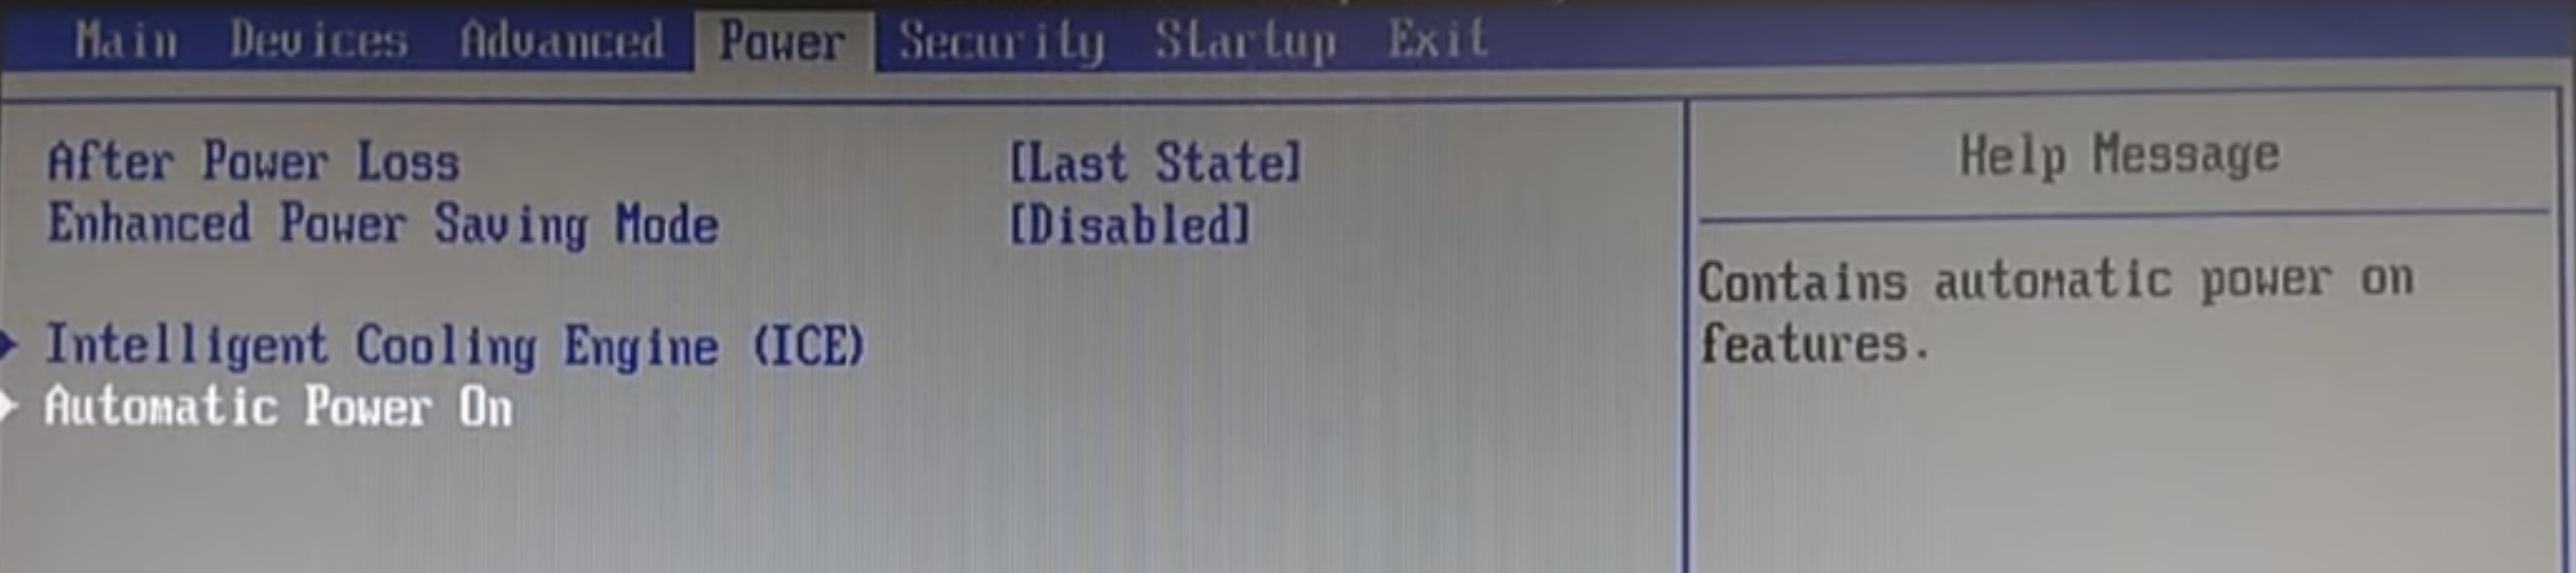 Main Devices Advanced Power Security Startup Exit
After Power Loss [Last State]
Enhanced Power Saving Mode [Disabled]
Intelligent Cooling Engine (ICE)
Automatic Power On
Help Message
Contains automatic power on
features.